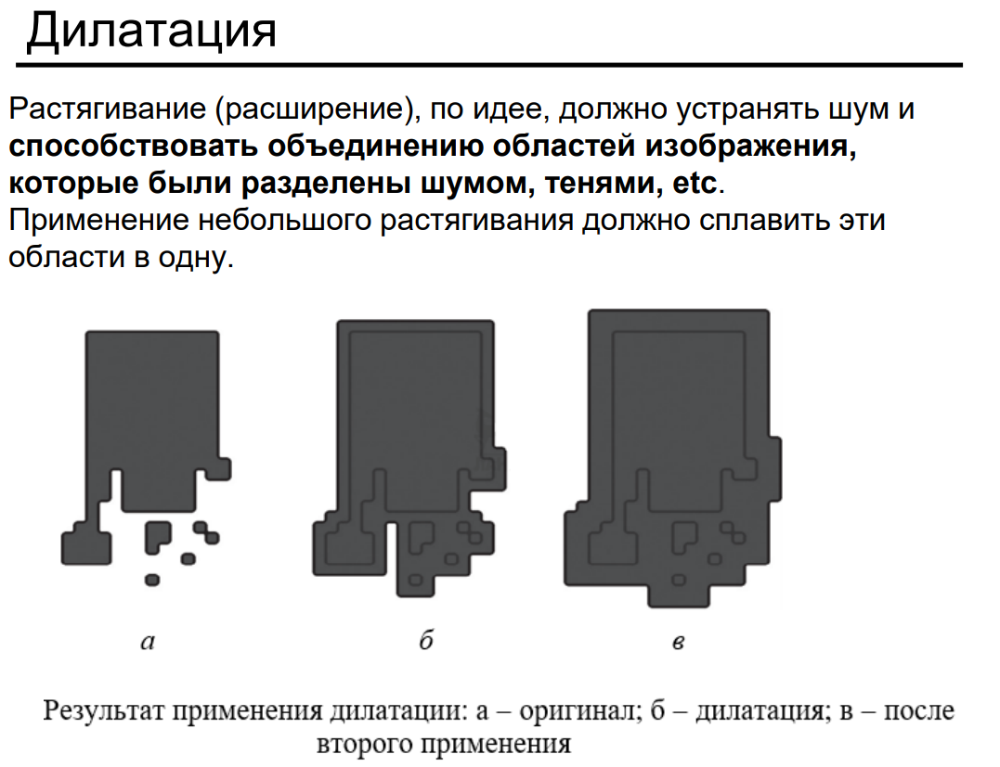 Дилатация
Растягивание (расширение), по идее, должно устранять шум и
способствовать объединению областей изображения,
которые были разделены шумом, тенями, etc.
Применение небольшого растягивания должно сплавить эти
области в одну.
а б в
Результат применения дилатации: а – оригинал; б – дилатация; в – после
второго применения